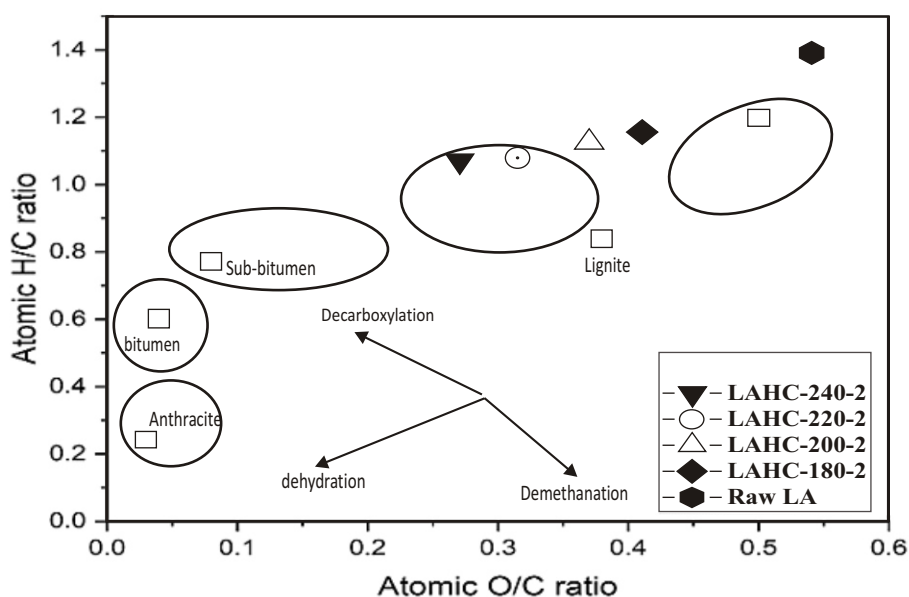 Atomic H/C ratio
1.4
1.2
1.0
0.8
0.6
0.4
0.2
0.0
Sub-bitumen
Lignite
Decarboxylation
bitumen
Anthracite
dehydration
Demethanation
LAHC-240-2
LAHC-220-2
LAHC-200-2
LAHC-180-2
Raw LA
0.0 0.1 0.2 0.3 0.4 0.5 0.6
Atomic O/C ratio